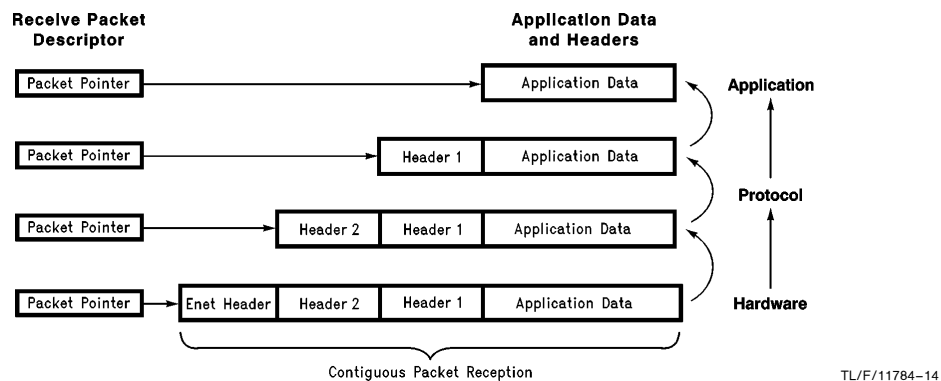 Receive Packet
Descriptor
Application Data
and Headers
Packet Pointer
Application Data
Application
Packet Pointer
Header 1
Application Data
Protocol
Packet Pointer
Header 2
Header 1
Application Data
Packet Pointer
Enet Header
Header 2
Header 1
Application Data
Hardware
Contiguous Packet Reception
TL/F/11784–14